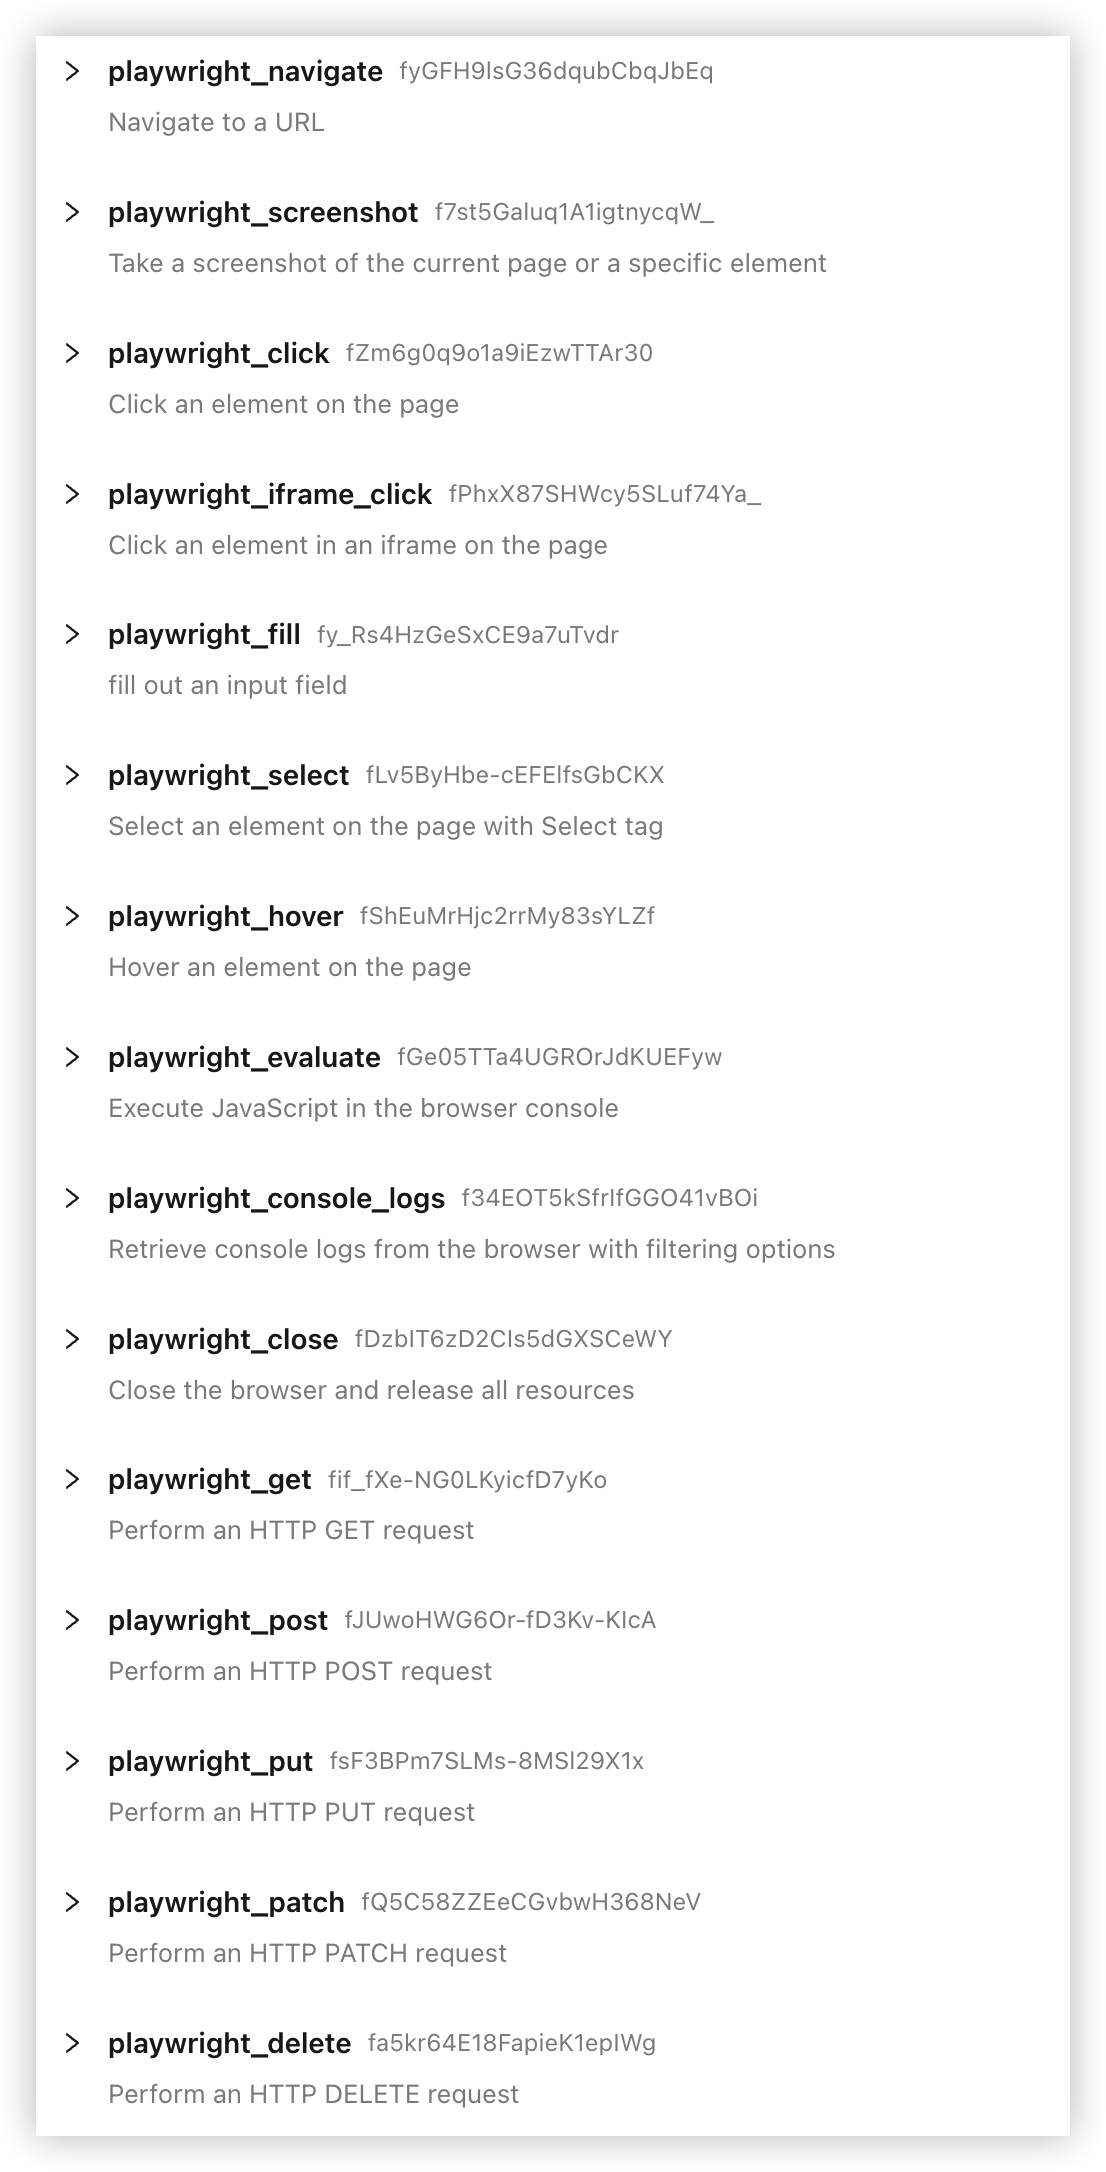 playwright_navigate fyGFH9lsG36dqubCbqJbEq
Navigate to a URL
playwright_screenshot f7st5Galuq1A1igtnycqW_
Take a screenshot of the current page or a specific element
playwright_click fZm6g0q9o1a9iEzwTTAr30
Click an element on the page
playwright_iframe_click fPhxX87SHWcy5SLuf74Ya_
Click an element in an iframe on the page
playwright_fill fy_Rs4HzGeSxCE9a7uTvdr
fill out an input field
playwright_select fLv5ByHbe-cEFElfsGbCKX
Select an element on the page with Select tag
playwright_hover fShEuMrHjc2rrMy83sYLZf
Hover an element on the page
playwright_evaluate fGe05TTa4UGROrJdKUEFyw
Execute JavaScript in the browser console
playwright_console_logs f34EOT5kSfrIfGGO41vBOi
Retrieve console logs from the browser with filtering options
playwright_close fDzbIT6zD2CIs5dGXSCeWY
Close the browser and release all resources
playwright_get fif_fXe-NG0LKyicfD7yKo
Perform an HTTP GET request
playwright_post fJUwoHWG6Or-fD3Kv-KIcA
Perform an HTTP POST request
playwright_put fsF3BPm7SLMs-8MSl29X1x
Perform an HTTP PUT request
playwright_patch fQ5C58ZZEeCGvbwH368NeV
Perform an HTTP PATCH request
playwright_delete fa5kr64E18FapieK1epIWg
Perform an HTTP DELETE request